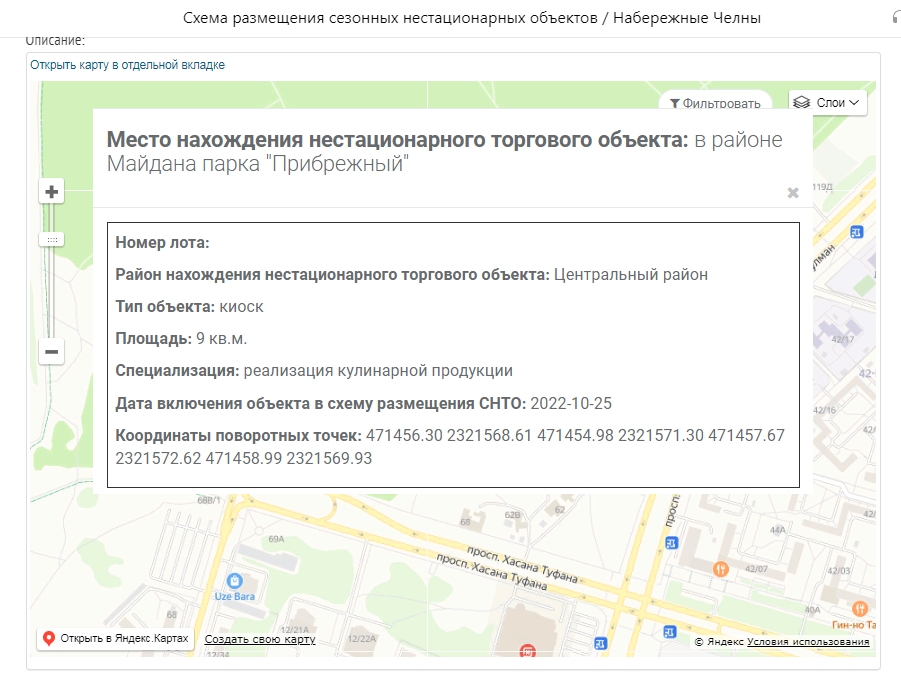 Схема размещения сезонных нестационарных объектов / Набережные Челны
Описание:
Открыть карту в отдельной вкладке
Фильтровать
Слои
Место нахождения нестационарного торгового объекта: в районе
Майдана парка "Прибрежный"
119Д
Номер лота:
Район нахождения нестационарного торгового объекта: Центральный район
Тип объекта: киоск
Площадь: 9 кв.м.
42/17
Специализация: реализация кулинарной продукции
42-
Дата включения объекта в схему размещения СНТО: 2022-10-25
42/16
Координаты поворотных точек: 471456.30 2321568.61 471454.98 2321571.30 471457.67
2321572.62 471458.99 2321569.93
68В/1
62В
62
68
просп.
44А
69А
просп. Хасана Туфана
просп. Хасана Туфана
42/07
42/03
Uze Bara
68
40А
12/21А
12/22А
Гин-но Та
12/34
Открыть в Яндекс.Картах
Создать свою карту
© Яндекс Условия использования